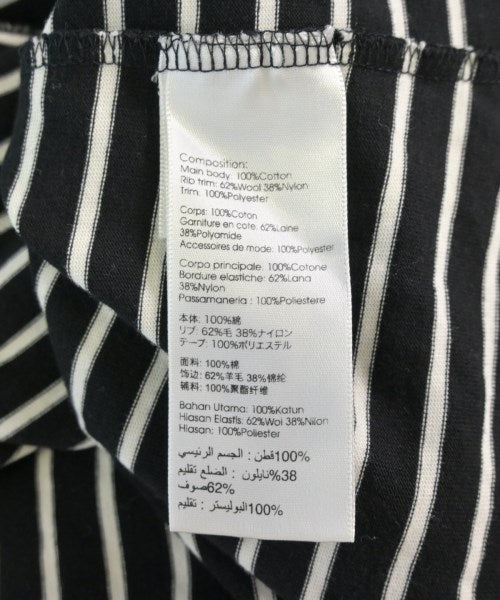 Composition:
Main body: 100%Cotton
Rib trim: 62%Wool 38%Nylon
Trim: 100%Polyester
Corps: 100%Coton
Garniture en cote: 62%Laine
38%Polyamide
Accessoires de mode: 100%Polyester
Corpo principale: 100%Cotone
Bordure elastiche: 62%Lana
38%Nylon
Passamaneria : 100%Poliestere
本体: 100%綿
リブ: 62%毛 38%ナイロン
テープ: 100%ポリエステル
面料: 100%棉
饰边: 62%羊毛 38%锦纶
辅料: 100%聚酯纤维
Bahan Utama: 100%Katun
Hiasan Elastis: 62%Wol 38%Nilon
Hiasan: 100%Poliester
100%قطن : الجسم الرئيسي
38%نايلون : الضلع تقليم
62%صوف
100%البوليستر : تقليم